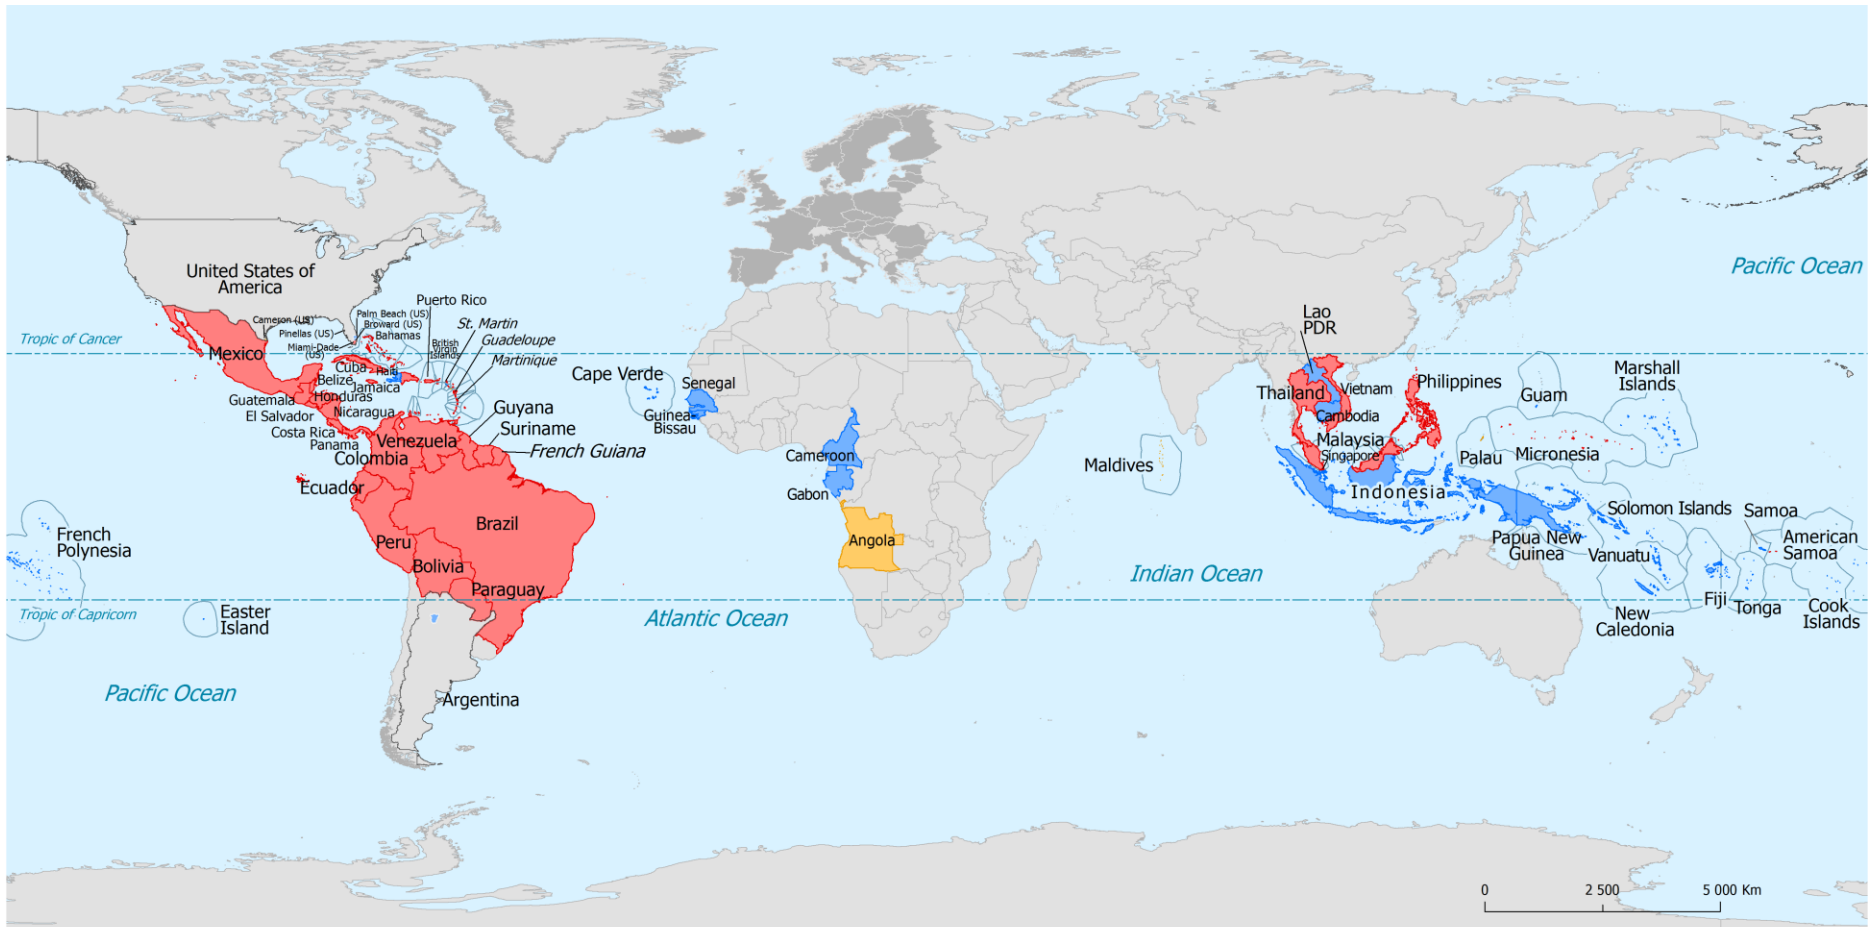 Pacific Ocean
United States of
America
Puerto Rico
Cameron (US)
Palm Beach (US)
Broward (US)
Pinellas (US)
Bahamas
Miami-Dade
(US)
British
Virgin
Islands
St. Martin
Guadeloupe
Martinique
Tropic of Cancer
Mexico
Cuba
Haiti
Belize
Jamaica
Honduras
Guatemala
El Salvador
Nicaragua
Costa Rica
Panama
Venezuela
Colombia
Guyana
Suriname
French Guiana
Ecuador
Brazil
Peru
Bolivia
Paraguay
Argentina
French
Polynesia
Tropic of Capricorn
Easter
Island
Pacific Ocean
Atlantic Ocean
Cape Verde
Senegal
Guinea-
Bissau
Cameroon
Gabon
Angola
Maldives
Indian Ocean
Lao
PDR
Thailand
Vietnam
Cambodia
Philippines
Malaysia
Singapore
Indonesia
Guam
Marshall
Islands
Palau
Micronesia
Solomon Islands
Samoa
American
Samoa
Papua New
Guinea
Vanuatu
New
Caledonia
Fiji
Tonga
Cook
Islands
0
2 500
5 000 Km